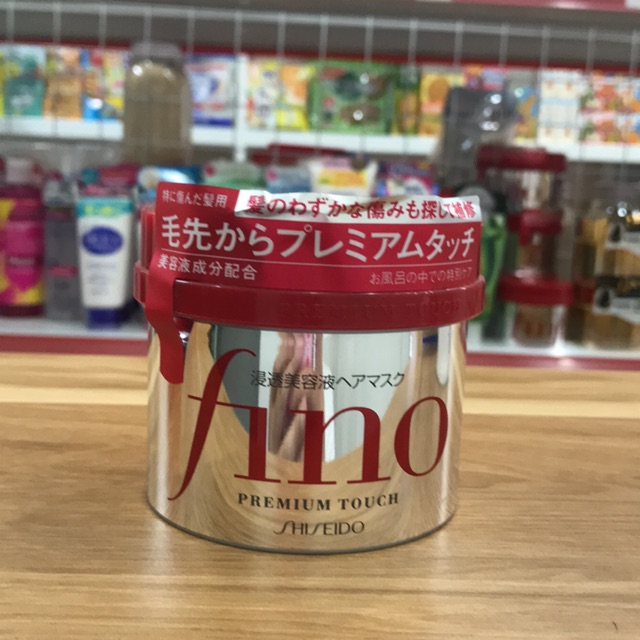 特に傷んだ髪用
髪のわずかな傷みも探して補修
毛先からプレミアムタッチ
美容液成分配合
お風呂の中での特別ケア
浸透美容液ヘアマスク
fino
PREMIUM TOUCH
SHISEIDO